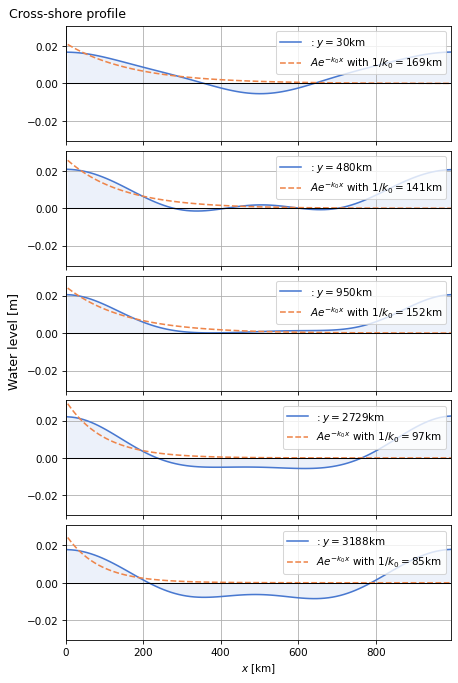 Cross-shore profile
0.02
0.00
−0.02
: y = 30km
Ae^{−k₀x} with 1/k₀ = 169km
0.02
0.00
−0.02
: y = 480km
Ae^{−k₀x} with 1/k₀ = 141km
Water level [m]
0.02
0.00
−0.02
: y = 950km
Ae^{−k₀x} with 1/k₀ = 152km
0.02
0.00
−0.02
: y = 2729km
Ae^{−k₀x} with 1/k₀ = 97km
0.02
0.00
−0.02
: y = 3188km
Ae^{−k₀x} with 1/k₀ = 85km
0 200 400 600 800
x [km]